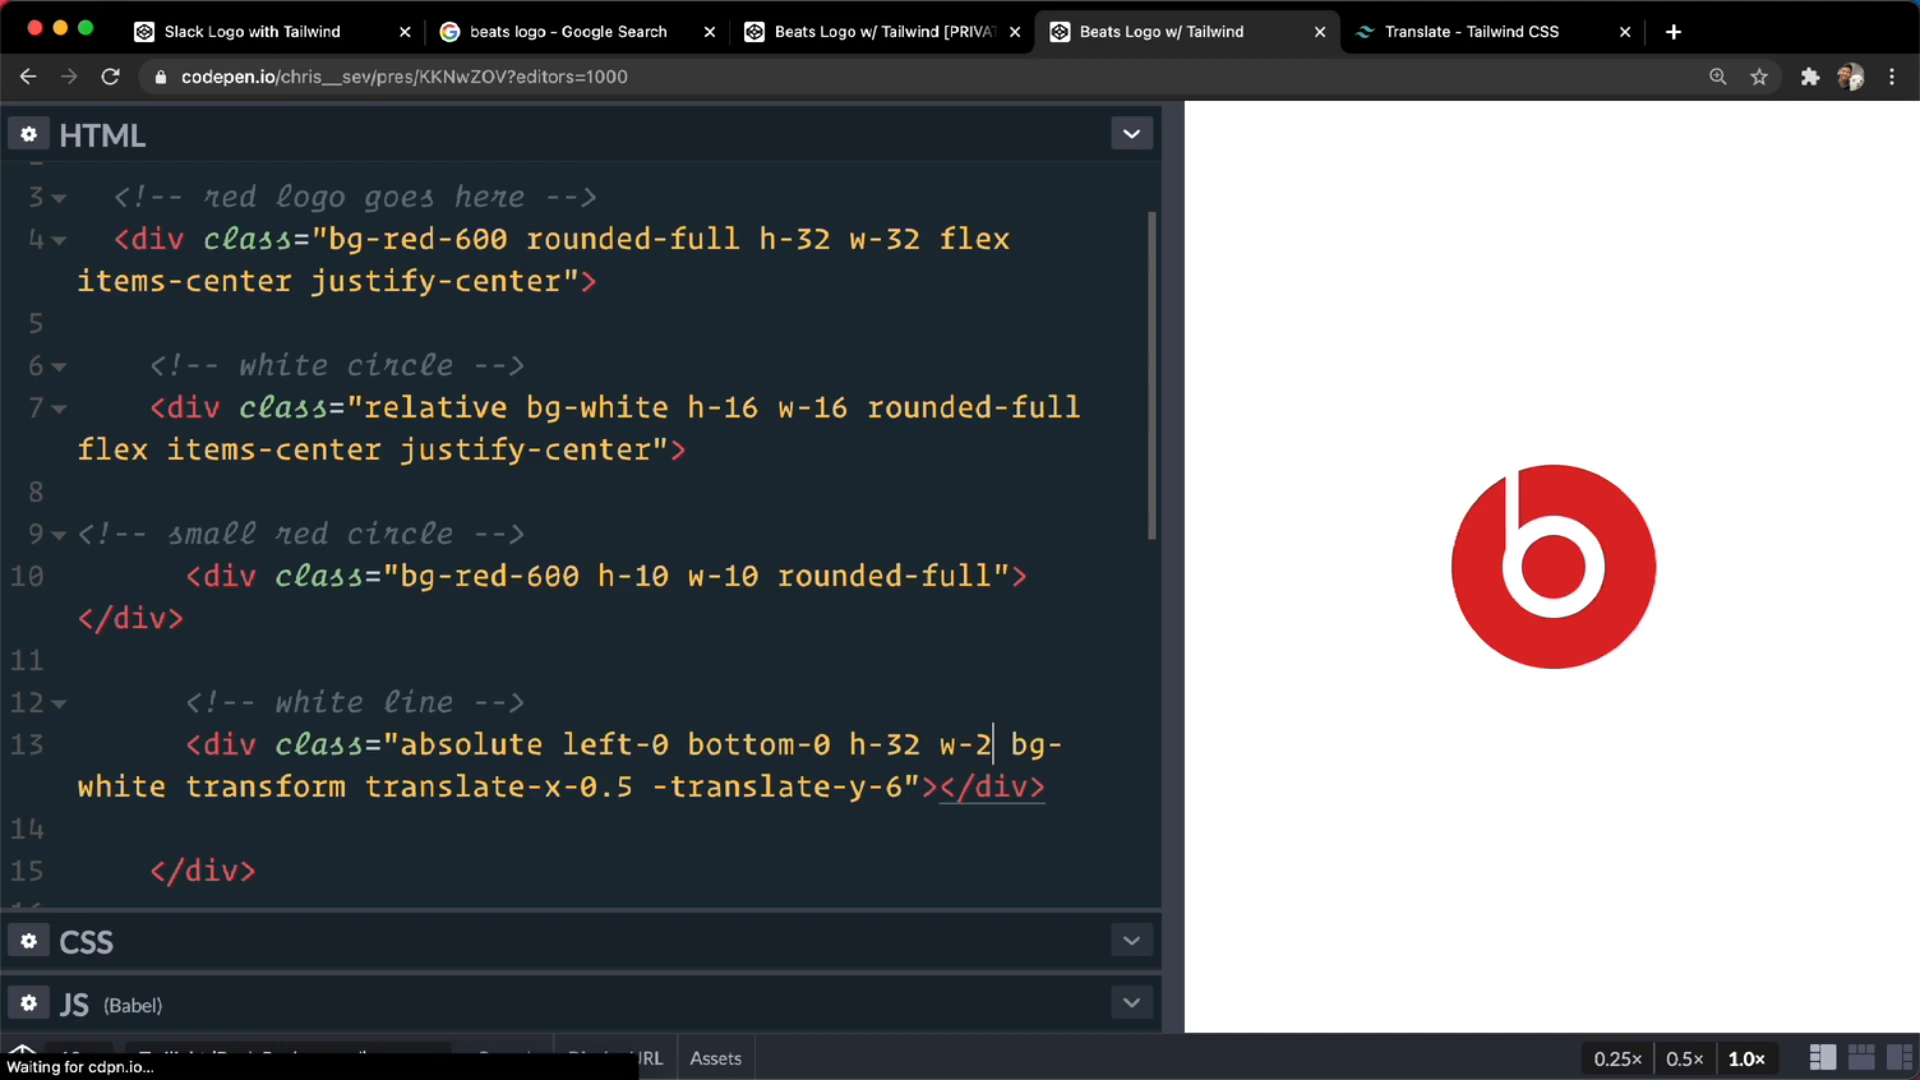 Slack Logo with Tailwind
beats logo - Google Search
Beats Logo w/ Tailwind [PRIVA
Beats Logo w/ Tailwind
Translate - Tailwind CSS
codepen.io/chris__sev/pres/KKNwZOV?editors=1000
HTML
3 <!-- red logo goes here -->
4 <div class="bg-red-600 rounded-full h-32 w-32 flex
items-center justify-center">
5
6 <!-- white circle -->
7 <div class="relative bg-white h-16 w-16 rounded-full
flex items-center justify-center">
8
9 <!-- small red circle -->
10 <div class="bg-red-600 h-10 w-10 rounded-full">
</div>
11
12 <!-- white line -->
13 <div class="absolute left-0 bottom-0 h-32 w-2 bg-
white transform translate-x-0.5 -translate-y-6"></div>
14
15 </div>
b
CSS
JS (Babel)
Assets
0.25× 0.5× 1.0×
Waiting for cdpn.io...